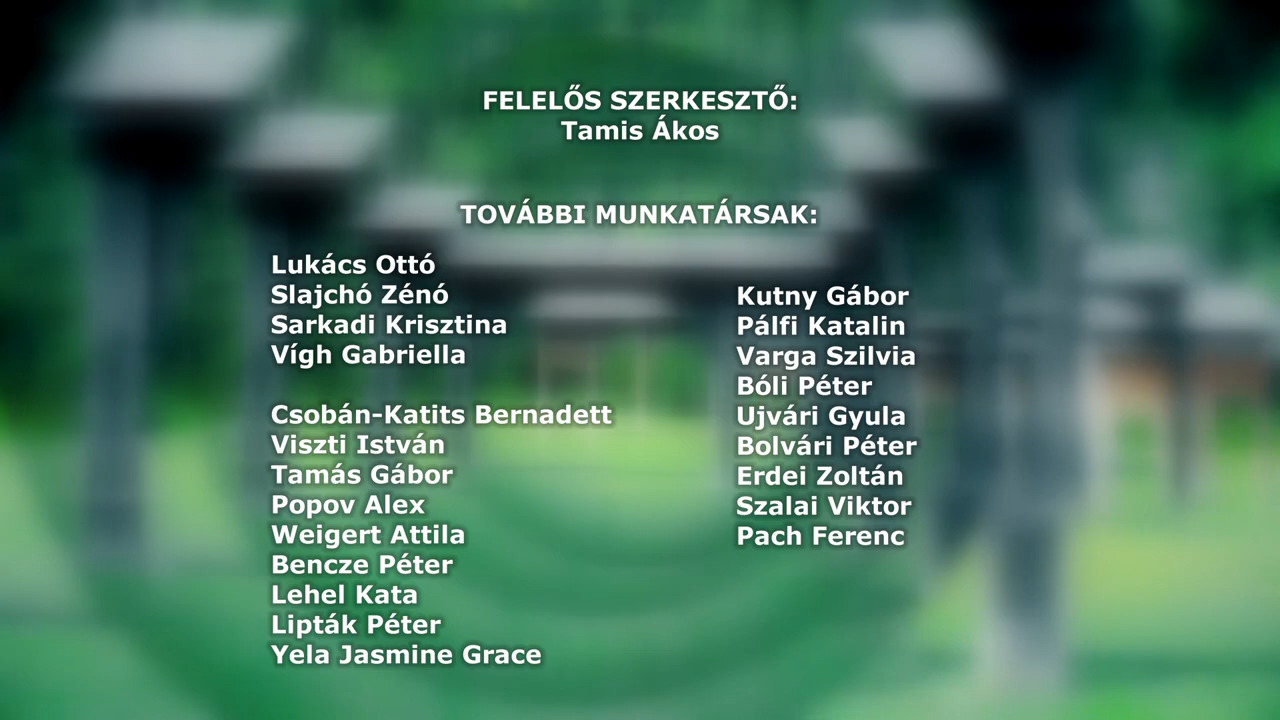 FELELŐS SZERKESZTŐ:
Tamis Ákos
TOVÁBBI MUNKATÁRSAK:
Lukács Ottó
Slajchó Zénó
Sarkadi Krisztina
Vígh Gabriella
Csobán-Katits Bernadett
Viszti István
Tamás Gábor
Popov Alex
Weigert Attila
Bencze Péter
Lehel Kata
Lipták Péter
Yela Jasmine Grace
Kutny Gábor
Pálfi Katalin
Varga Szilvia
Bóli Péter
Ujvári Gyula
Bolvári Péter
Erdei Zoltán
Szalai Viktor
Pach Ferenc